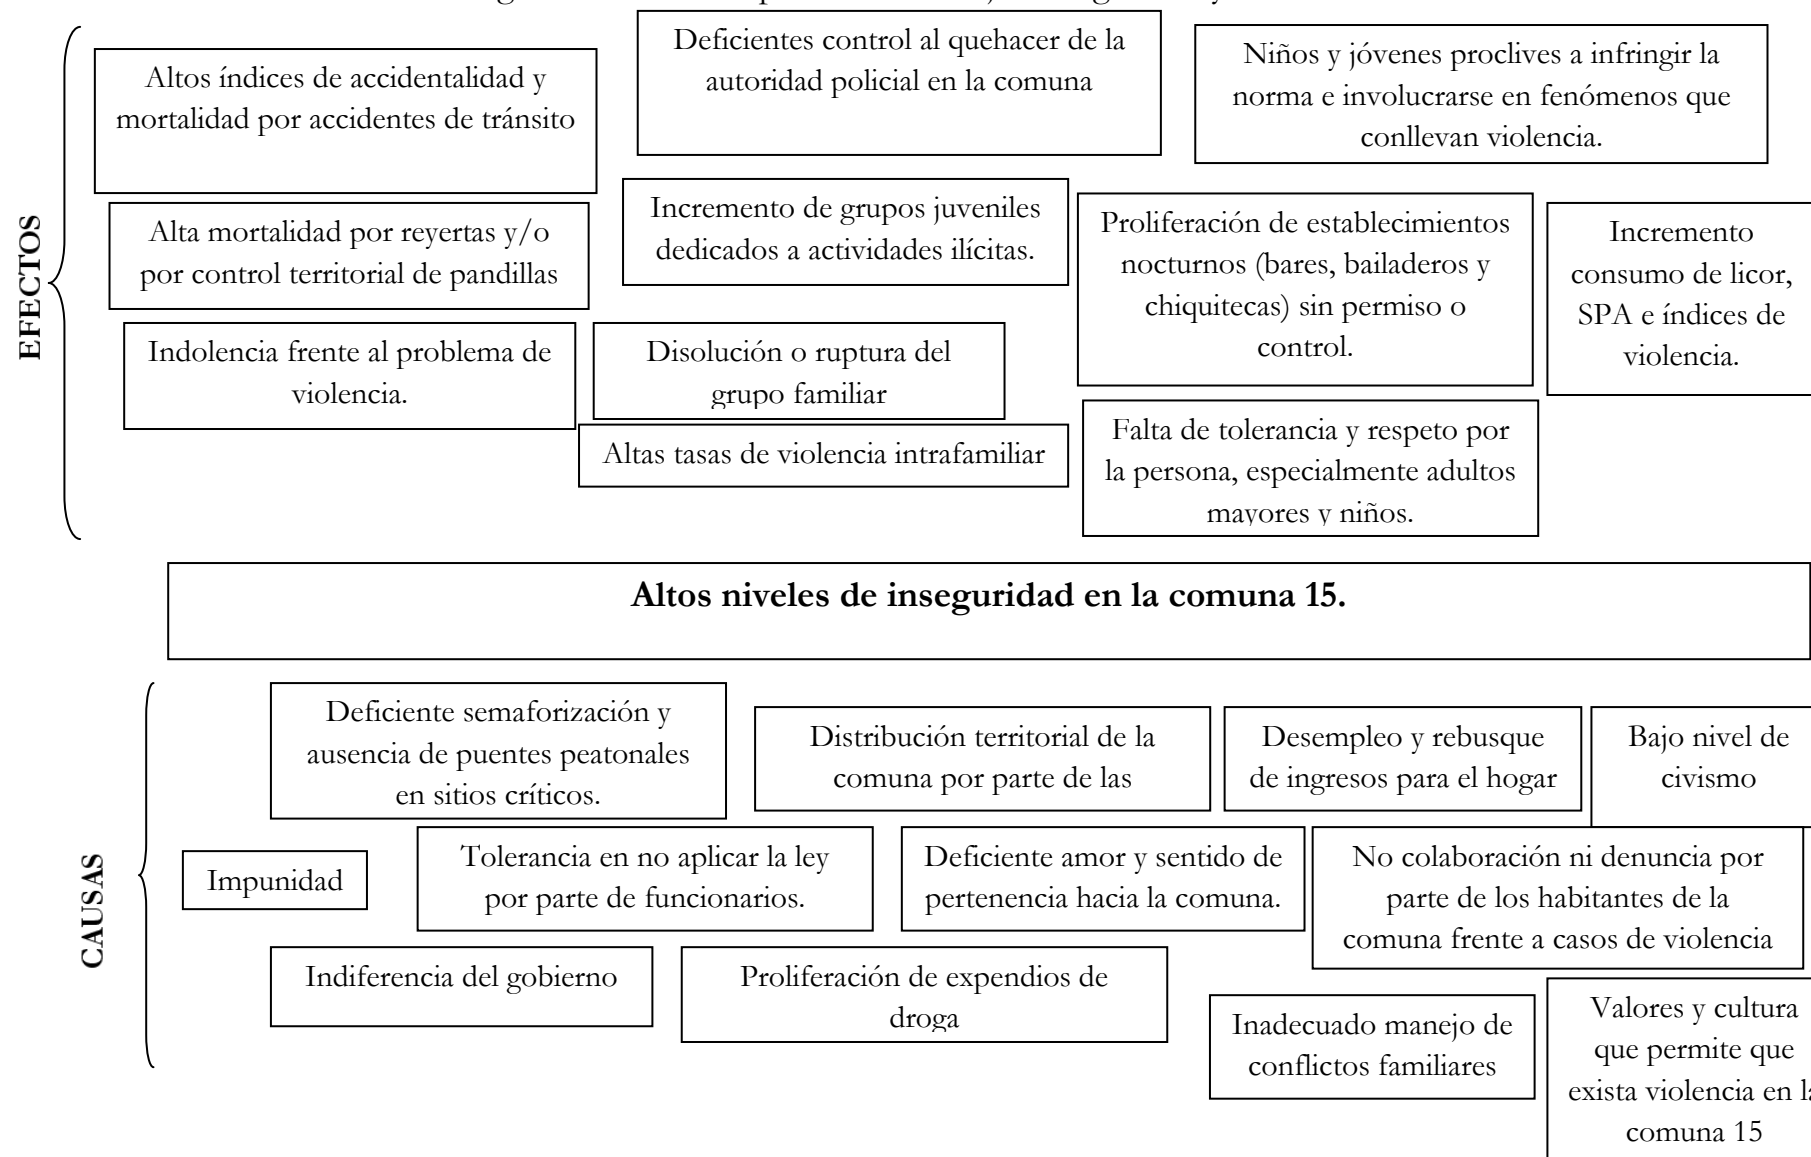 Altos índices de accidentalidad y
mortalidad por accidentes de tránsito
Deficientes control al quehacer de la
autoridad policial en la comuna
Niños y jóvenes proclives a infringir la
norma e involucrarse en fenómenos que
conllevan violencia.
EFECTOS
Alta mortalidad por reyertas y/o
por control territorial de pandillas
Incremento de grupos juveniles
dedicados a actividades ilícitas.
Proliferación de establecimientos
nocturnos (bares, bailaderos y
chiquitecas) sin permiso o
control.
Incremento
consumo de licor,
SPA e índices de
violencia.
Indolencia frente al problema de
violencia.
Disolución o ruptura del
grupo familiar
Altas tasas de violencia intrafamiliar
Falta de tolerancia y respeto por
la persona, especialmente adultos
mayores y niños.
Altos niveles de inseguridad en la comuna 15.
CAUSAS
Deficiente semaforización y
ausencia de puentes peatonales
en sitios críticos.
Distribución territorial de la
comuna por parte de las
Desempleo y rebusque
de ingresos para el hogar
Bajo nivel de
civismo
Impunidad
Tolerancia en no aplicar la ley
por parte de funcionarios.
Deficiente amor y sentido de
pertenencia hacia la comuna.
No colaboración ni denuncia por
parte de los habitantes de la
comuna frente a casos de violencia
Indiferencia del gobierno
Proliferación de expendios de
droga
Inadecuado manejo de
conflictos familiares
Valores y cultura
que permite que
exista violencia en la
comuna 15